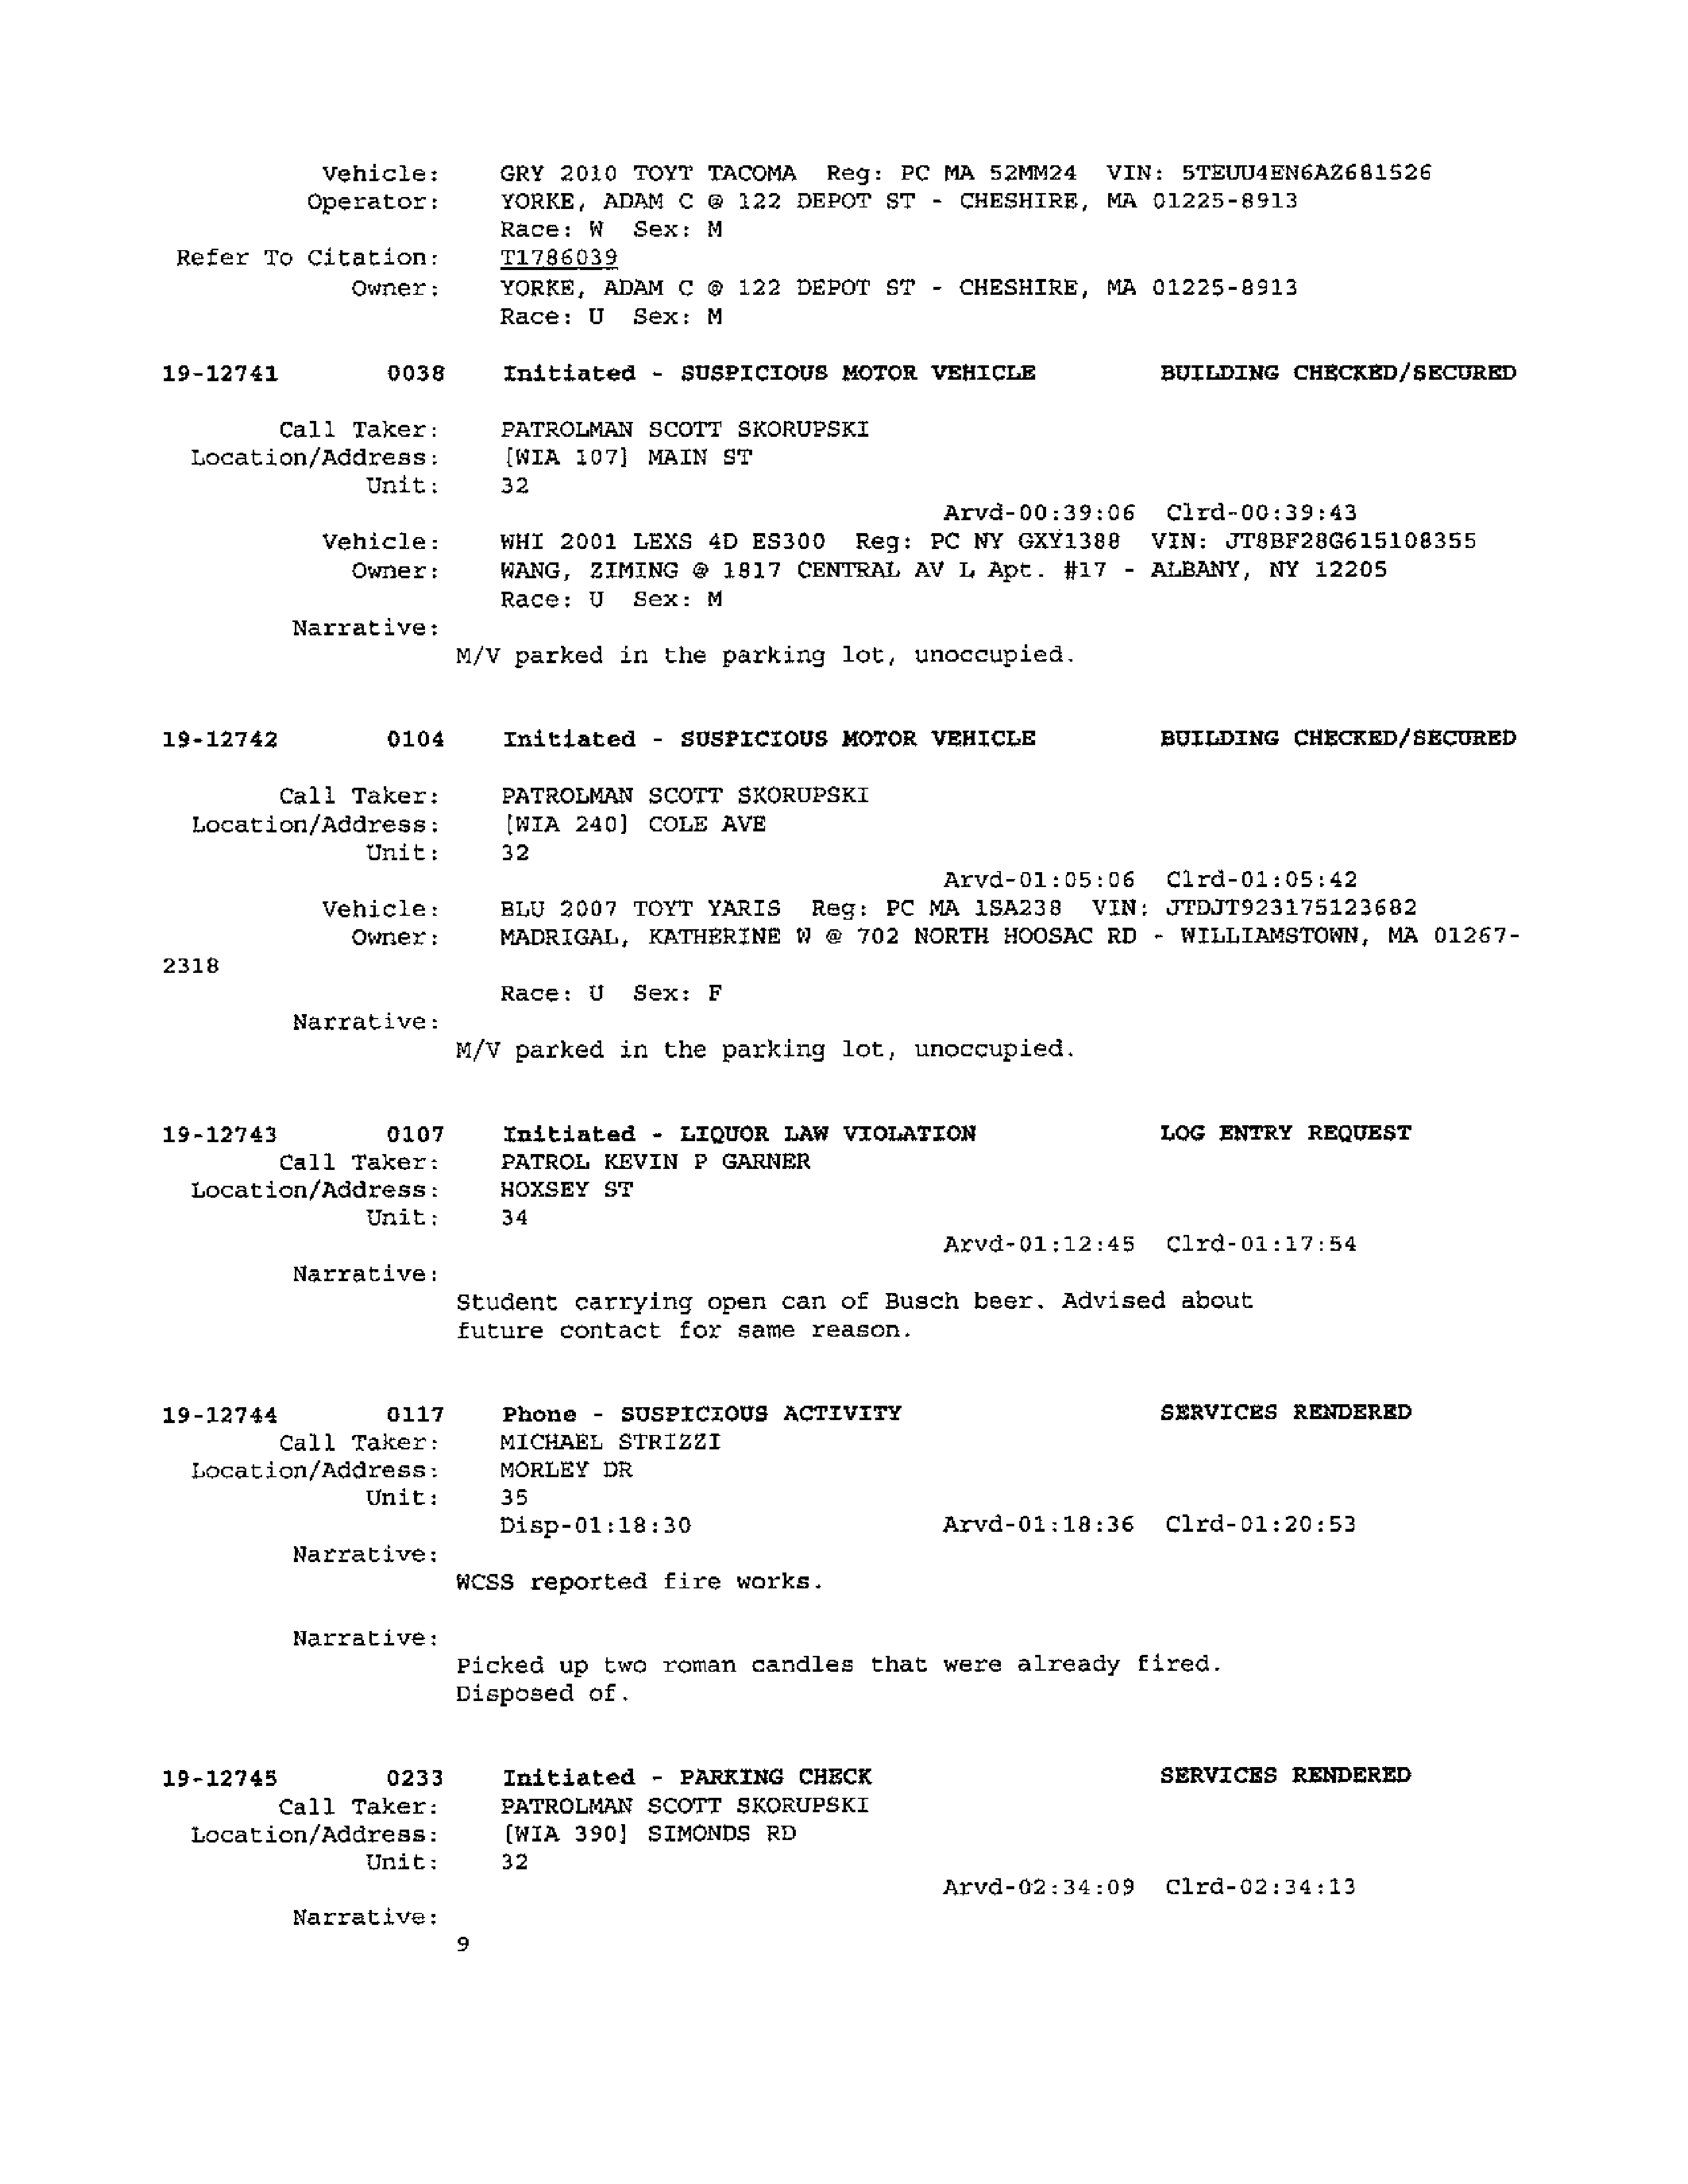 Vehicle: GRY 2010 TOYT TACOMA Reg: PC MA 52MM24 VIN: 5TEUU4EN6AZ681526
Operator: YORKE, ADAM C @ 122 DEPOT ST - CHESHIRE, MA 01225-8913
Race: W Sex: M
Refer To Citation: T1786039
Owner: YORKE, ADAM C @ 122 DEPOT ST - CHESHIRE, MA 01225-8913
Race: U Sex: M
19-12741 0038 Initiated - SUSPICIOUS MOTOR VEHICLE BUILDING CHECKED/SECURED
Call Taker: PATROLMAN SCOTT SKORUPSKI
Location/Address: [WIA 107] MAIN ST
Unit: 32
Arvd-00:39:06 Clrd-00:39:43
Vehicle: WHI 2001 LEXS 4D ES300 Reg: PC NY GXY1388 VIN: JT8BF28G615108355
Owner: WANG, ZIMING @ 1817 CENTRAL AV L Apt. #17 - ALBANY, NY 12205
Race: U Sex: M
Narrative:
M/V parked in the parking lot, unoccupied.
19-12742 0104 Initiated - SUSPICIOUS MOTOR VEHICLE BUILDING CHECKED/SECURED
Call Taker: PATROLMAN SCOTT SKORUPSKI
Location/Address: [WIA 240] COLE AVE
Unit: 32
Arvd-01:05:06 Clrd-01:05:42
Vehicle: BLU 2007 TOYT YARIS Reg: PC MA 1SA238 VIN: JTDJT923175123682
Owner: MADRIGAL, KATHERINE W @ 702 NORTH HOOSAC RD - WILLIAMSTOWN, MA 01267-
2318
Race: U Sex: F
Narrative:
M/V parked in the parking lot, unoccupied.
19-12743 0107 Initiated - LIQUOR LAW VIOLATION LOG ENTRY REQUEST
Call Taker: PATROL KEVIN P GARNER
Location/Address: HOXSEY ST
Unit: 34
Arvd-01:12:45 Clrd-01:17:54
Narrative:
Student carrying open can of Busch beer. Advised about
future contact for same reason.
19-12744 0117 Phone - SUSPICIOUS ACTIVITY SERVICES RENDERED
Call Taker: MICHAEL STRIZZI
Location/Address: MORLEY DR
Unit: 35
Disp-01:18:30 Arvd-01:18:36 Clrd-01:20:53
Narrative:
WCSS reported fire works.
Narrative:
Picked up two roman candles that were already fired.
Disposed of.
19-12745 0233 Initiated - PARKING CHECK SERVICES RENDERED
Call Taker: PATROLMAN SCOTT SKORUPSKI
Location/Address: [WIA 390] SIMONDS RD
Unit: 32
Arvd-02:34:09 Clrd-02:34:13
Narrative:
9